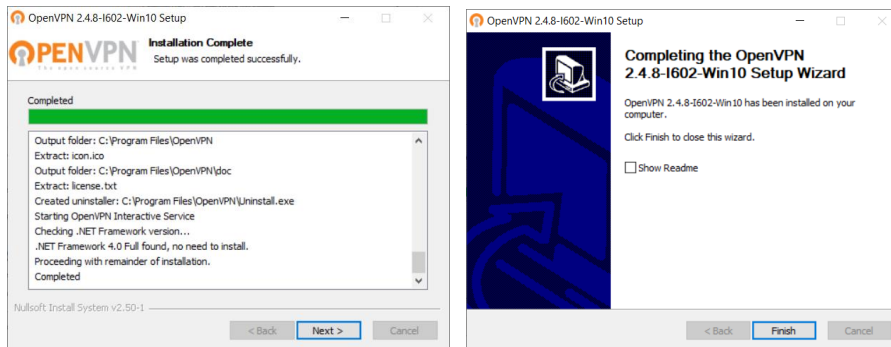 OpenVPN 2.4.8-I602-Win10 Setup
OPENVPN
Installation Complete
Setup was completed successfully.
Completed
Output folder: C:\Program Files\OpenVPN
Extract: icon.ico
Output folder: C:\Program Files\OpenVPN\doc
Extract: license.txt
Created uninstaller: C:\Program Files\OpenVPN\Uninstall.exe
Starting OpenVPN Interactive Service
Checking .NET Framework version...
.NET Framework 4.0 Full found, no need to install.
Proceeding with remainder of installation.
Completed
Nullsoft Install System v2.50-1
< Back
Next >
Cancel
OpenVPN 2.4.8-I602-Win10 Setup
Completing the OpenVPN
2.4.8-I602-Win10 Setup Wizard
OpenVPN 2.4.8-I602-Win10 has been installed on your
computer.
Click Finish to close this wizard.
Show Readme
< Back
Finish
Cancel